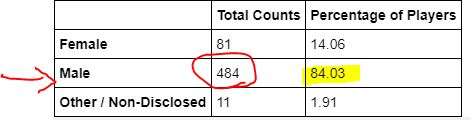 Total Counts Percentage of Players
Female 81 14.06
Male 484 84.03
Other / Non-Disclosed 11 1.91